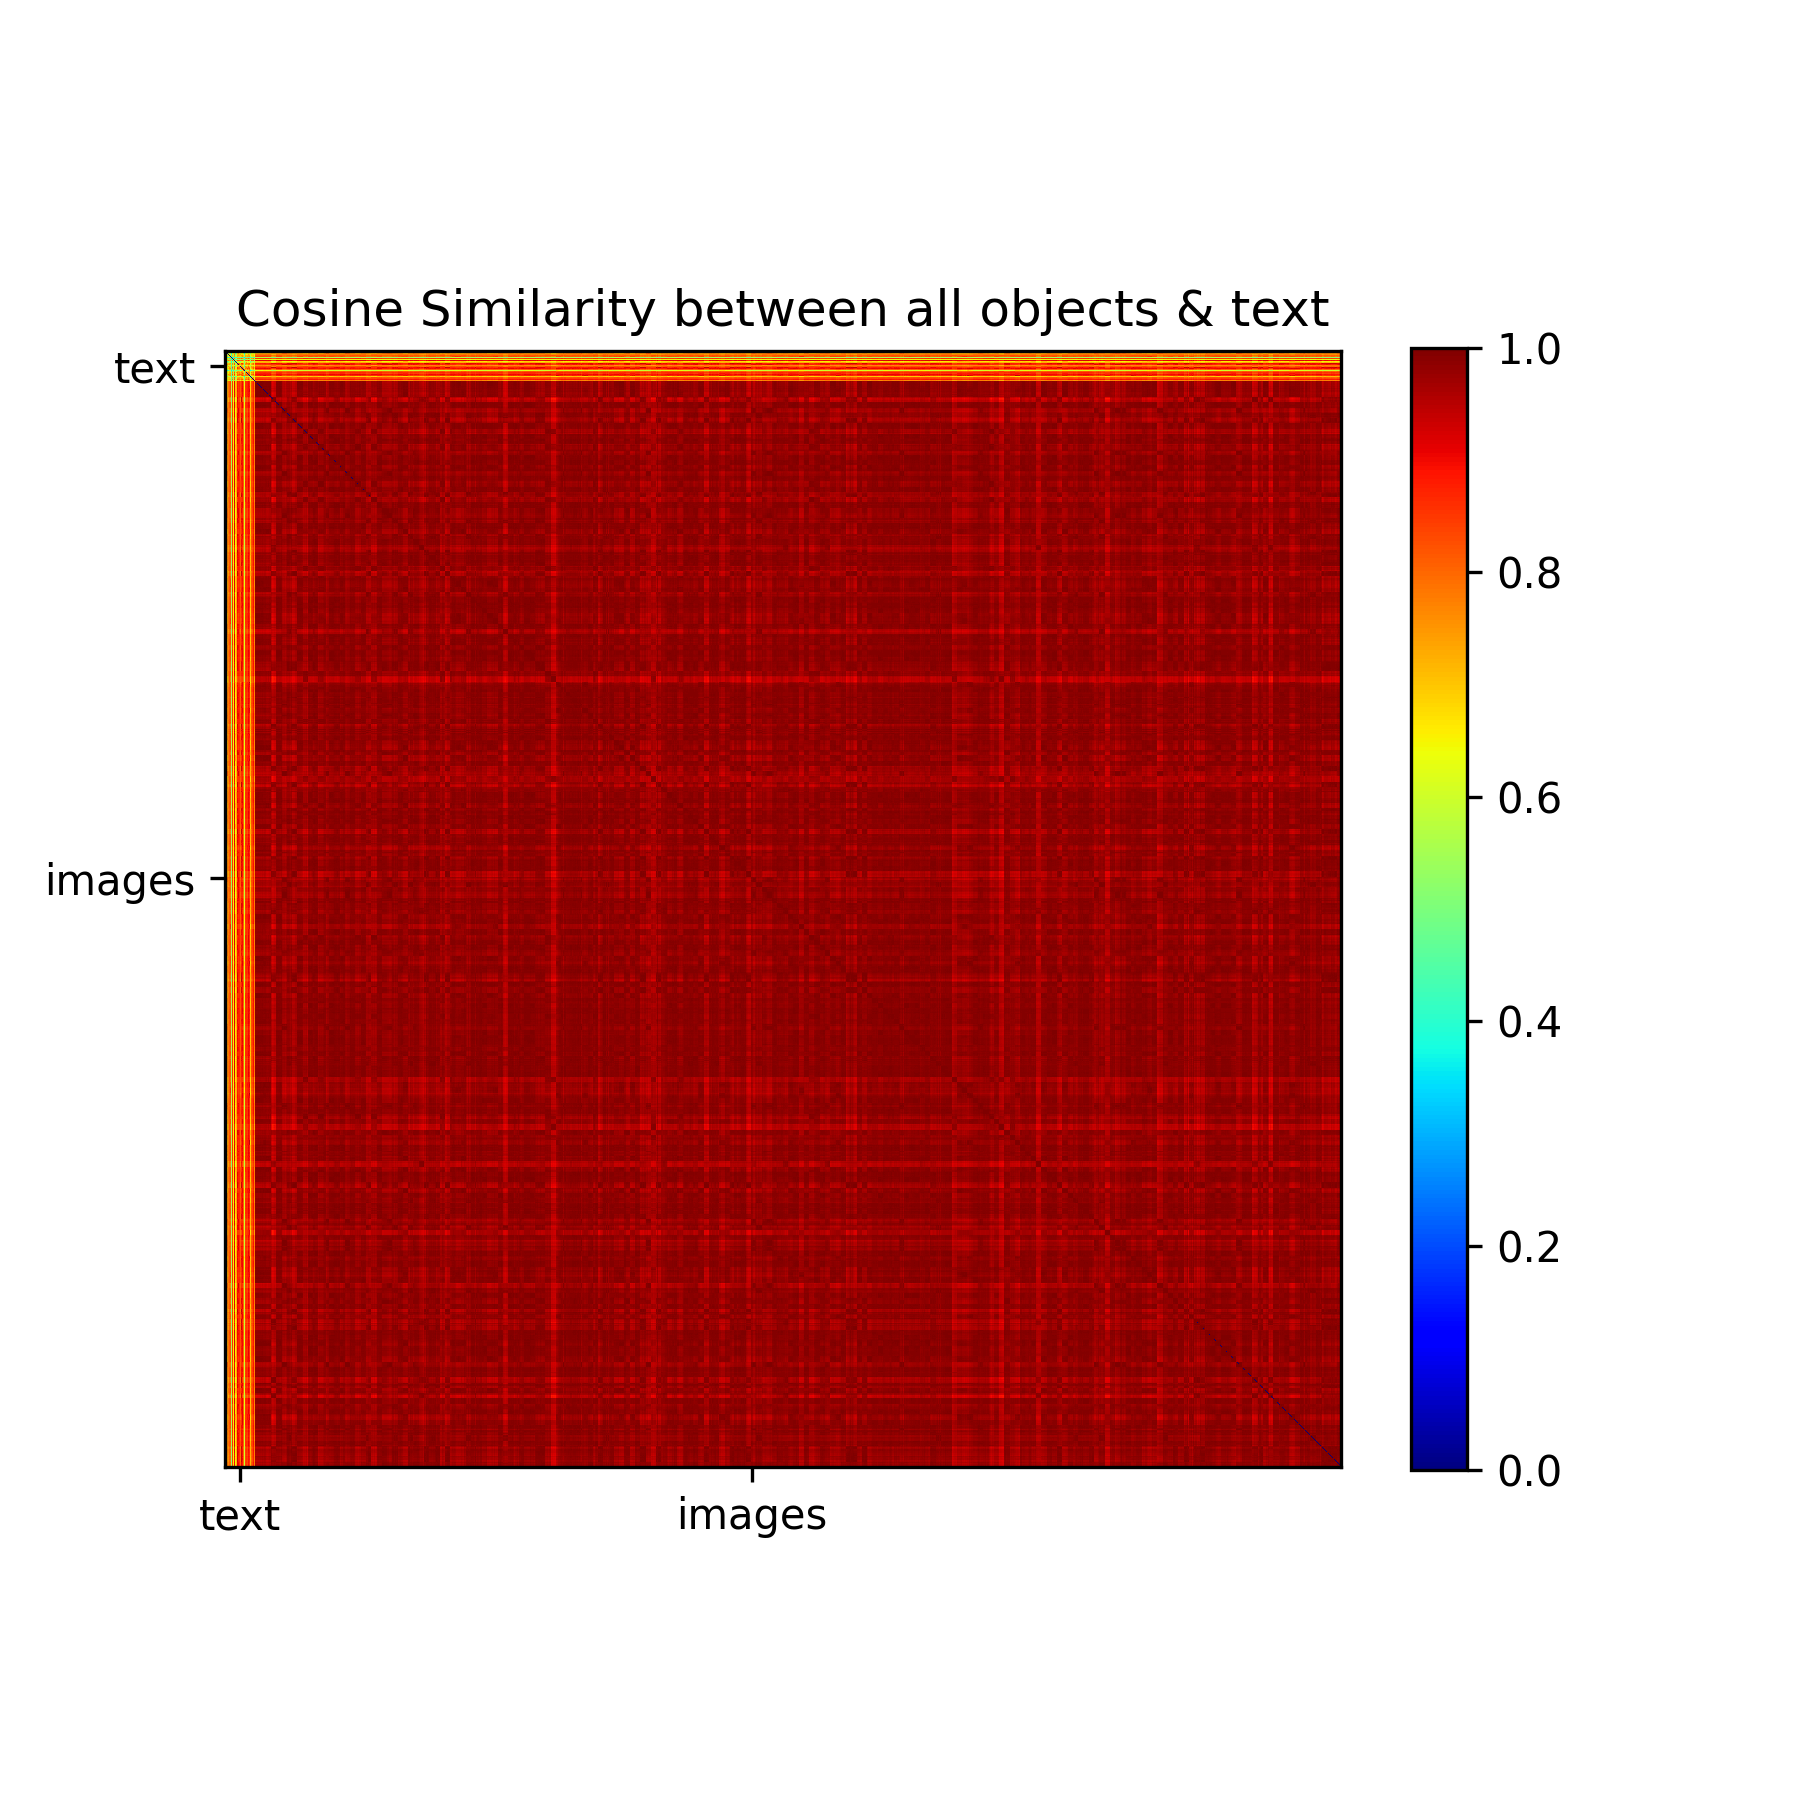 Cosine Similarity between all objects & text
text
images
text
images
1.0
0.8
0.6
0.4
0.2
0.0